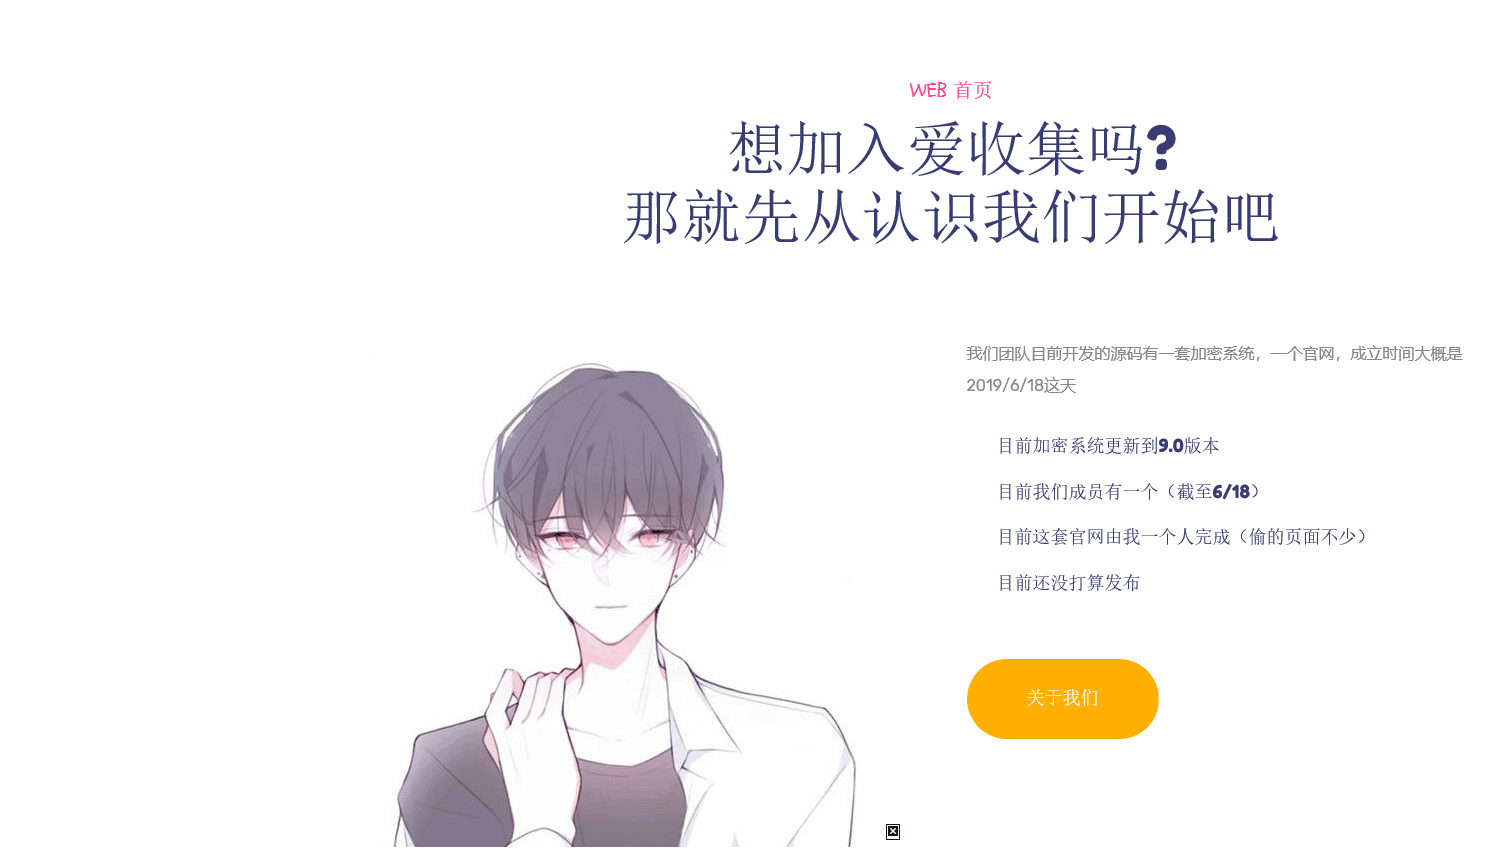 WEB 首页
想加入爱收集吗?
那就先从认识我们开始吧
我们团队目前开发的源码有一套加密系统，一个官网，成立时间大概是
2019/6/18这天
目前加密系统更新到9.0版本
目前我们成员有一个（截至6/18）
目前这套官网由我一个人完成（偷的页面不少）
目前还没打算发布
关于我们